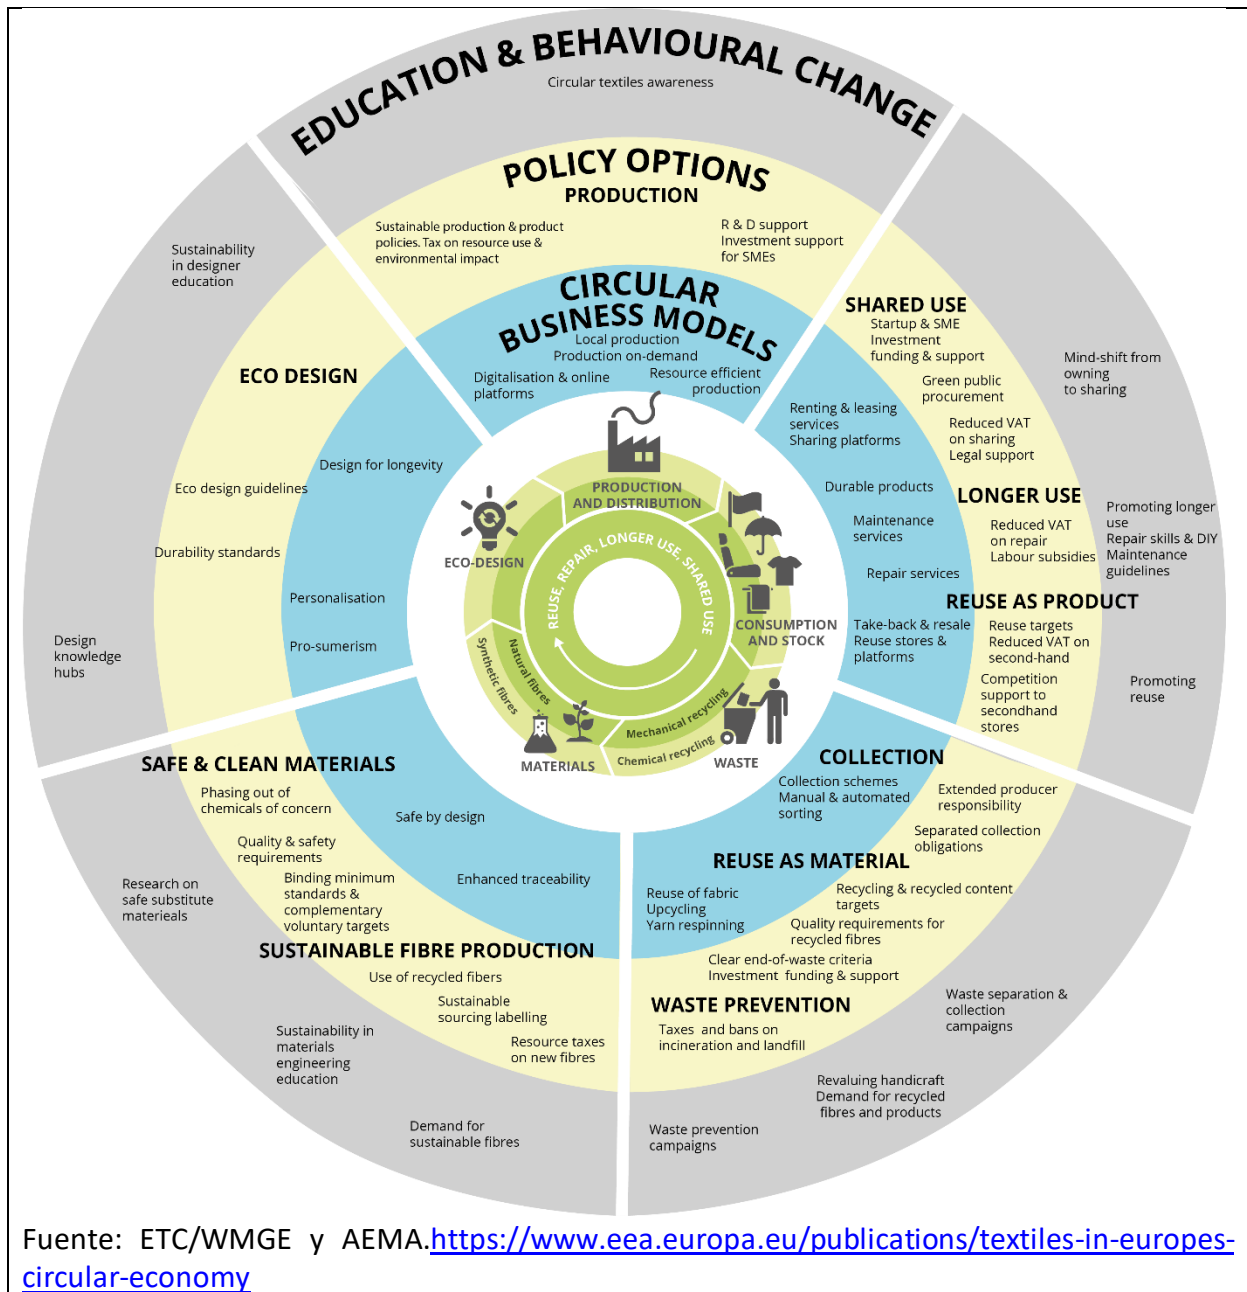 EDUCATION & BEHAVIOURAL CHANGE
Circular textiles awareness
POLICY OPTIONS
PRODUCTION
Sustainable production & product
policies. Tax on resource use &
environmental impact
R & D support
Investment support
for SMEs
CIRCULAR
BUSINESS MODELS
Local production
Production on-demand
Digitalisation & online
platforms
Resource efficient
production
Sustainability
in designer
education
ECO DESIGN
Design for longevity
Eco design guidelines
Durability standards
Personalisation
Pro-sumerism
Design
knowledge
hubs
SHARED USE
Startup & SME
Investment
funding & support
Green public
procurement
Reduced VAT
on sharing
Legal support
Mind-shift from
owning
to sharing
Renting & leasing
services
Sharing platforms
Durable products
LONGER USE
Reduced VAT
on repair
Labour subsidies
Promoting longer
use
Repair skills & DIY
Maintenance
guidelines
Maintenance
services
Repair services
REUSE AS PRODUCT
Take-back & resale
Reuse stores &
platforms
Reuse targets
Reduced VAT on
second-hand
Competition
support to
secondhand
stores
Promoting
reuse
PRODUCTION
AND DISTRIBUTION
ECO-DESIGN
REUSE, REPAIR, LONGER USE, SHARED USE
CONSUMPTION
AND STOCK
Synthetic fibres
Natural fibres
Mechanical recycling
Chemical recycling
MATERIALS
WASTE
SAFE & CLEAN MATERIALS
Phasing out of
chemicals of concern
Safe by design
Quality & safety
requirements
Enhanced traceability
Binding minimum
standards &
complementary
voluntary targets
Research on
safe substitute
materieals
SUSTAINABLE FIBRE PRODUCTION
Use of recycled fibers
Sustainable
sourcing labelling
Resource taxes
on new fibres
Sustainability in
materials
engineering
education
Demand for
sustainable fibres
COLLECTION
Collection schemes
Manual & automated
sorting
Extended producer
responsibility
Separated collection
obligations
REUSE AS MATERIAL
Reuse of fabric
Upcycling
Yarn respinning
Recycling & recycled content
targets
Quality requirements for
recycled fibres
Clear end-of-waste criteria
Investment funding & support
WASTE PREVENTION
Taxes and bans on
incineration and landfill
Waste separation &
collection
campaigns
Revaluing handicraft
Demand for recycled
fibres and products
Waste prevention
campaigns
Fuente: ETC/WMGE y AEMA.https://www.eea.europa.eu/publications/textiles-in-europes-
circular-economy